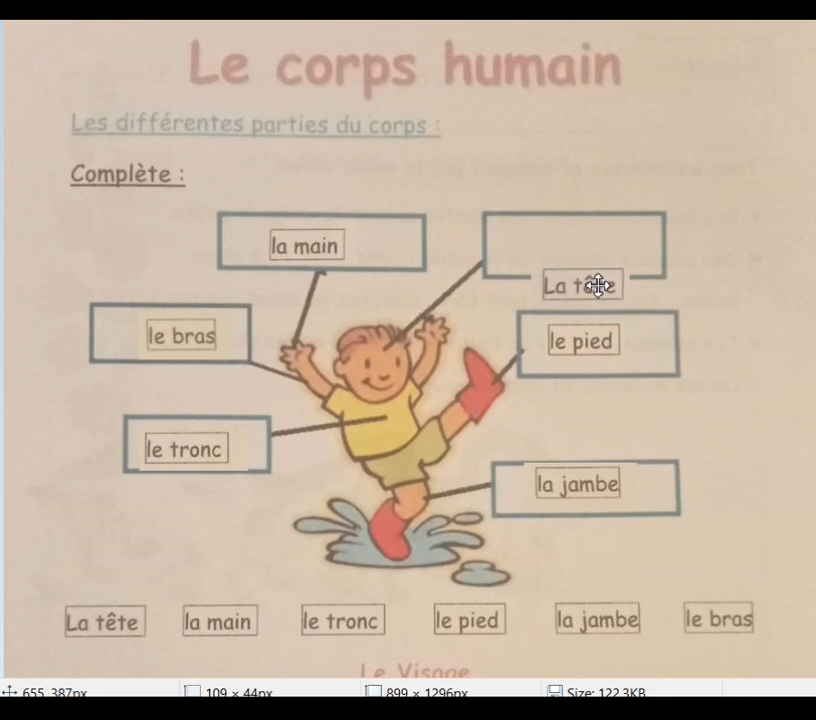 Le corps humain
Les différentes parties du corps :
Complète :
la main
La tête
le bras
le pied
le tronc
la jambe
La tête la main le tronc le pied la jambe le bras
Le Visage
655, 387px 109 × 44px 899 × 1296px Size: 122.3KB